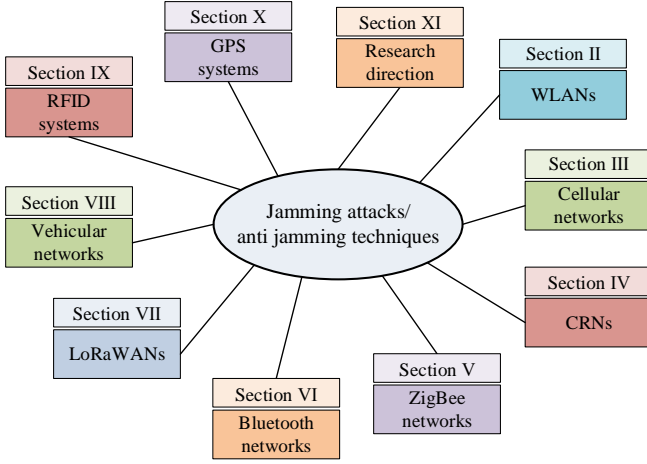 Section X
GPS
systems
Section XI
Research
direction
Section II
WLANs
Section IX
RFID
systems
Section III
Cellular
networks
Section VIII
Vehicular
networks
Jamming attacks/
anti jamming techniques
Section IV
CRNs
Section VII
LoRaWANs
Section V
ZigBee
networks
Section VI
Bluetooth
networks